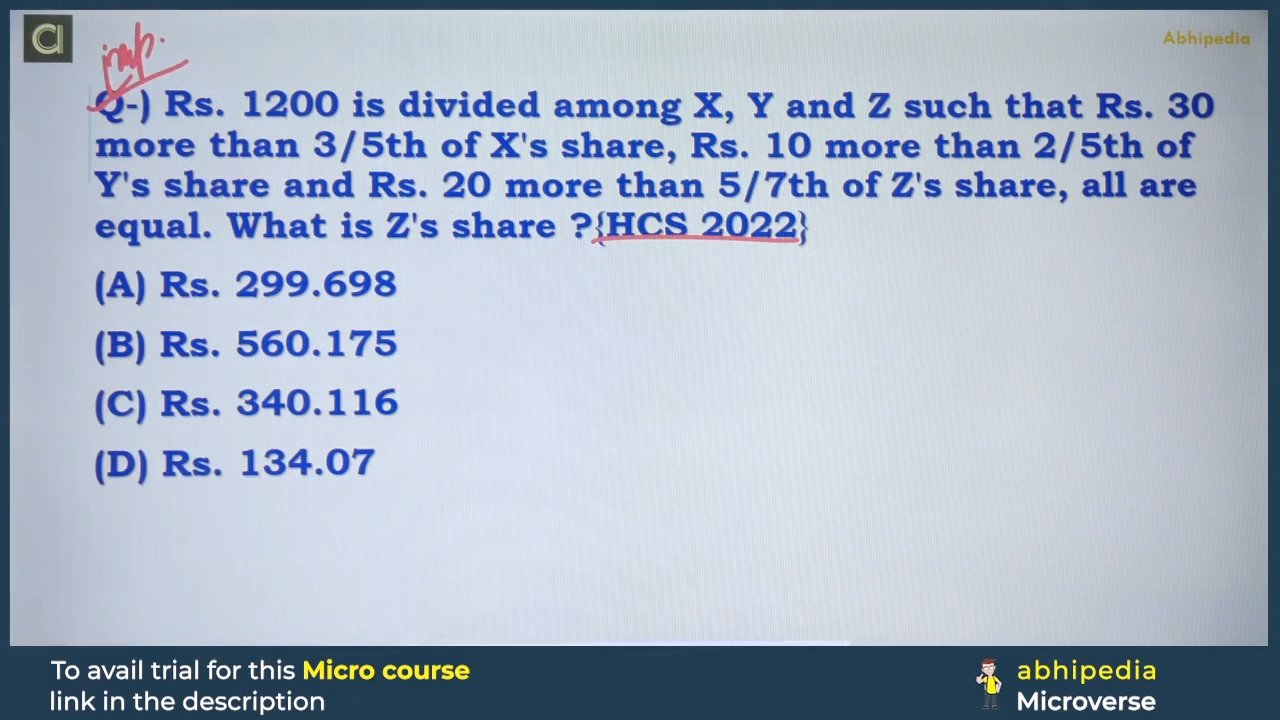 Abhipedia
imp.
Q-) Rs. 1200 is divided among X, Y and Z such that Rs. 30
more than 3/5th of X's share, Rs. 10 more than 2/5th of
Y's share and Rs. 20 more than 5/7th of Z's share, all are
equal. What is Z's share ?{HCS 2022}
(A) Rs. 299.698
(B) Rs. 560.175
(C) Rs. 340.116
(D) Rs. 134.07
To avail trial for this Micro course
link in the description
abhipedia
Microverse